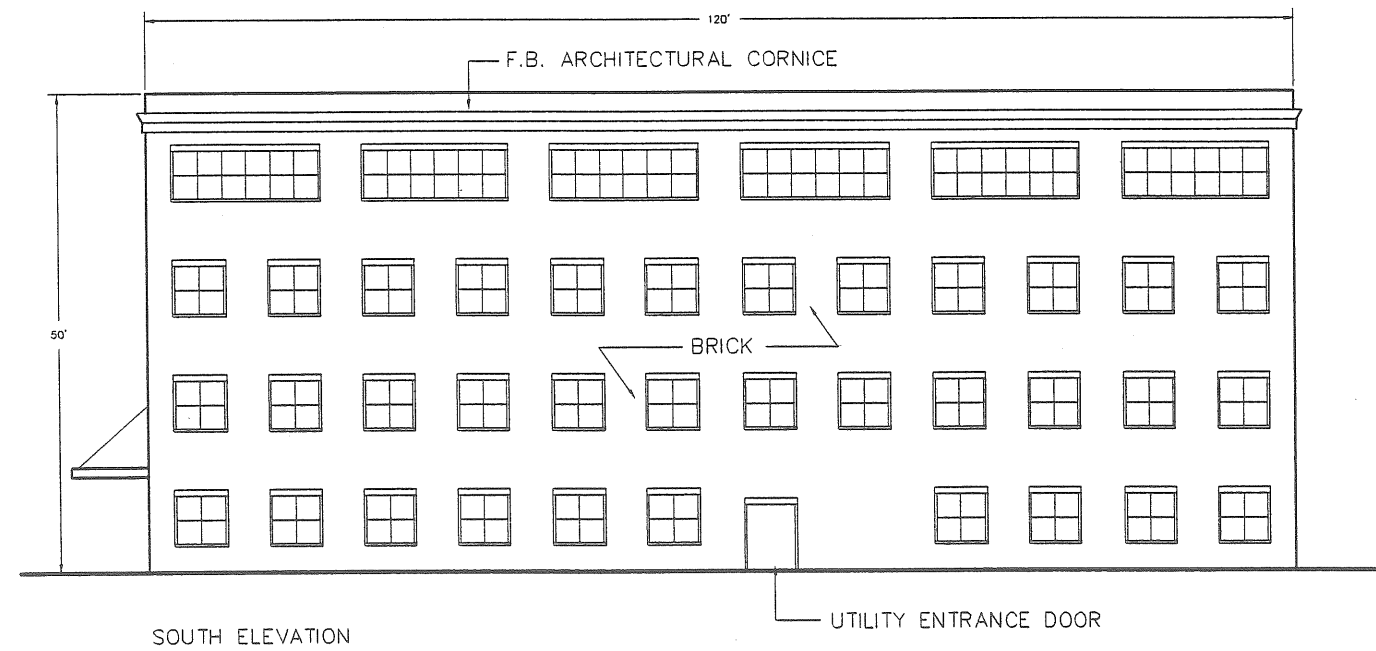 120'
F.B. ARCHITECTURAL CORNICE
50'
BRICK
UTILITY ENTRANCE DOOR
SOUTH ELEVATION